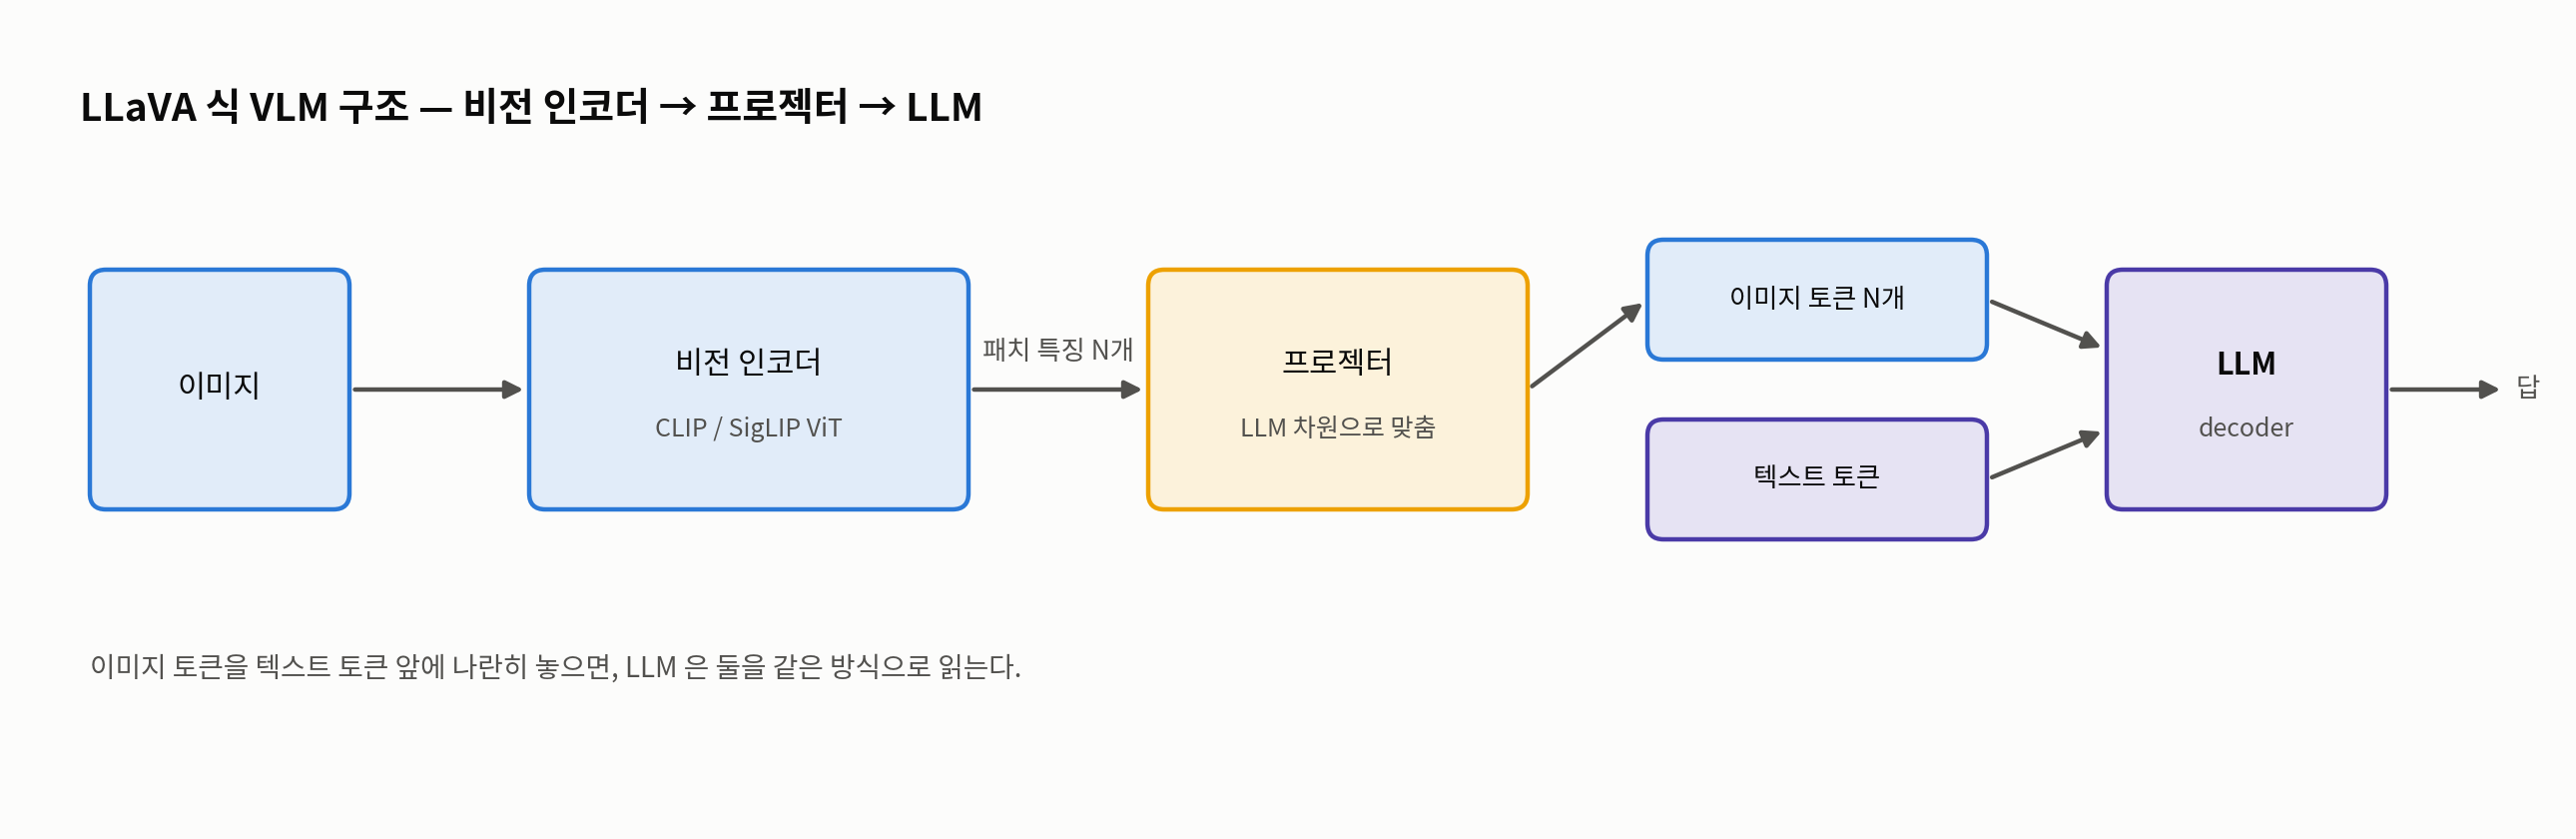 LLaVA 식 VLM 구조 — 비전 인코더 → 프로젝터 → LLM
이미지
비전 인코더
CLIP / SigLIP ViT
패치 특징 N개
프로젝터
LLM 차원으로 맞춤
이미지 토큰 N개
텍스트 토큰
LLM
decoder
답
이미지 토큰을 텍스트 토큰 앞에 나란히 놓으면, LLM 은 둘을 같은 방식으로 읽는다.